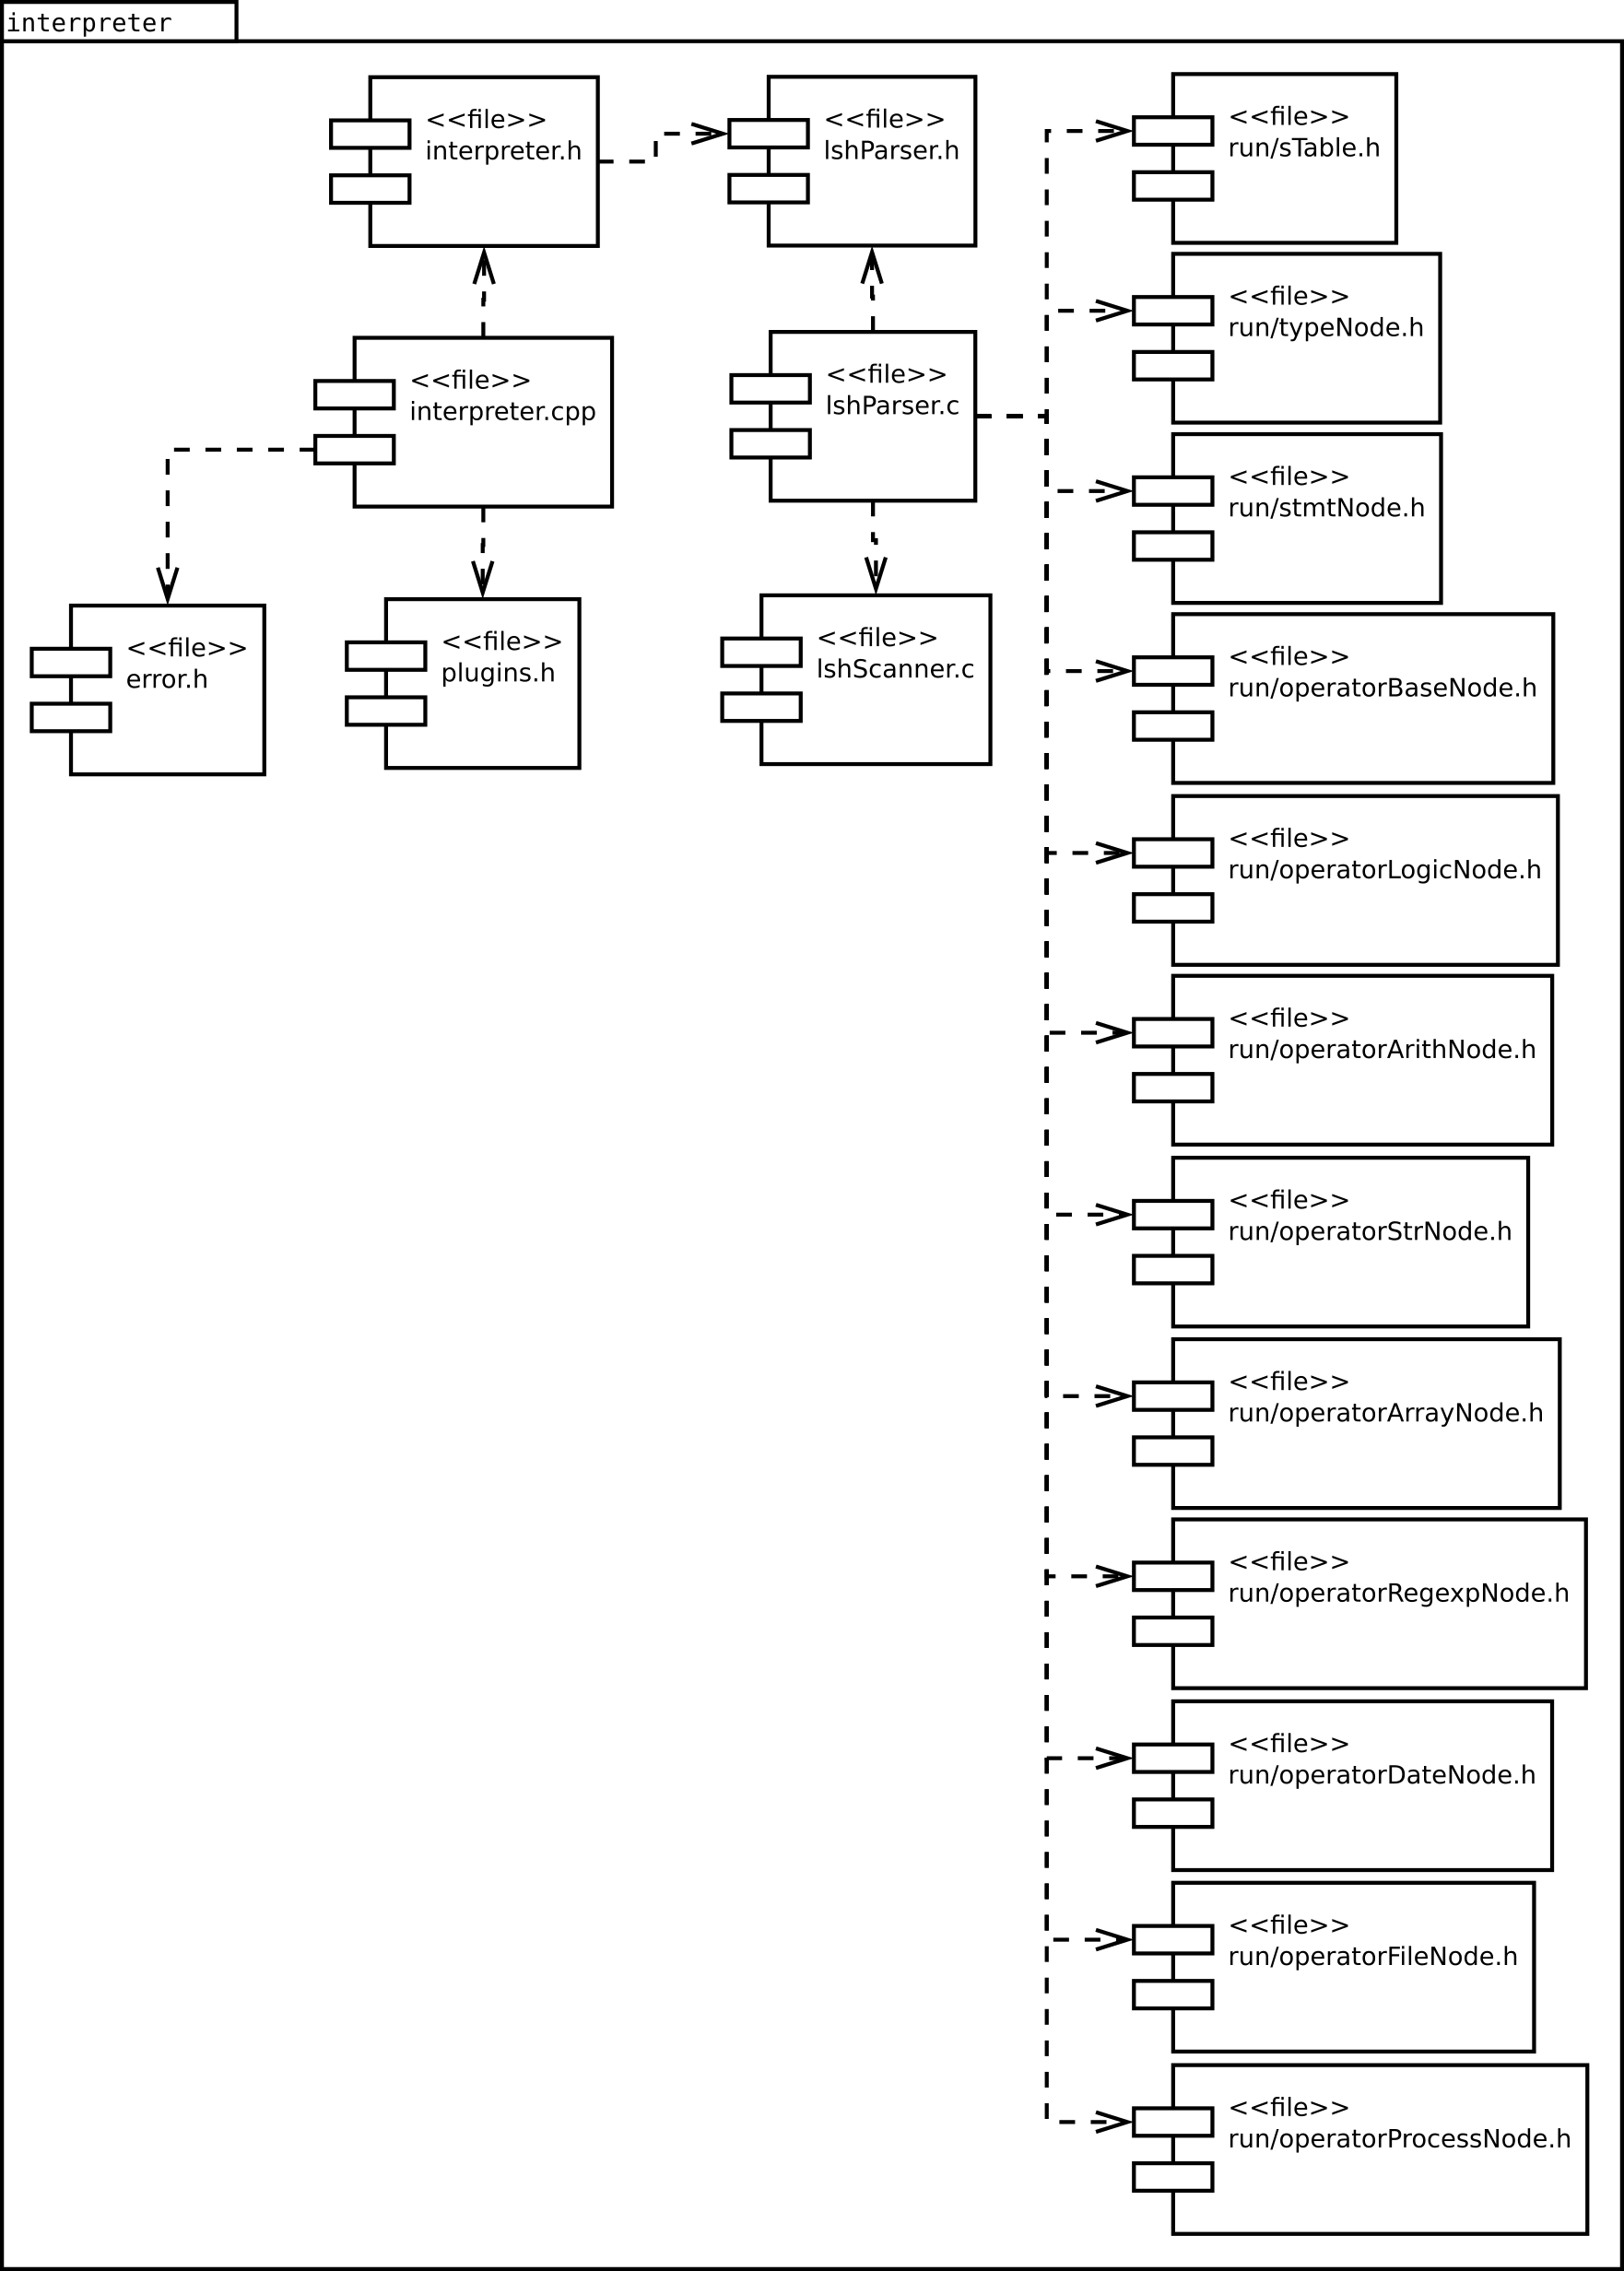 interpreter
<<file>>
interpreter.h
<<file>>
lshParser.h
<<file>>
interpreter.cpp
<<file>>
lshParser.c
<<file>>
error.h
<<file>>
plugins.h
<<file>>
lshScanner.c
<<file>>
run/sTable.h
<<file>>
run/typeNode.h
<<file>>
run/stmtNode.h
<<file>>
run/operatorBaseNode.h
<<file>>
run/operatorLogicNode.h
<<file>>
run/operatorArithNode.h
<<file>>
run/operatorStrNode.h
<<file>>
run/operatorArrayNode.h
<<file>>
run/operatorRegexpNode.h
<<file>>
run/operatorDateNode.h
<<file>>
run/operatorFileNode.h
<<file>>
run/operatorProcessNode.h